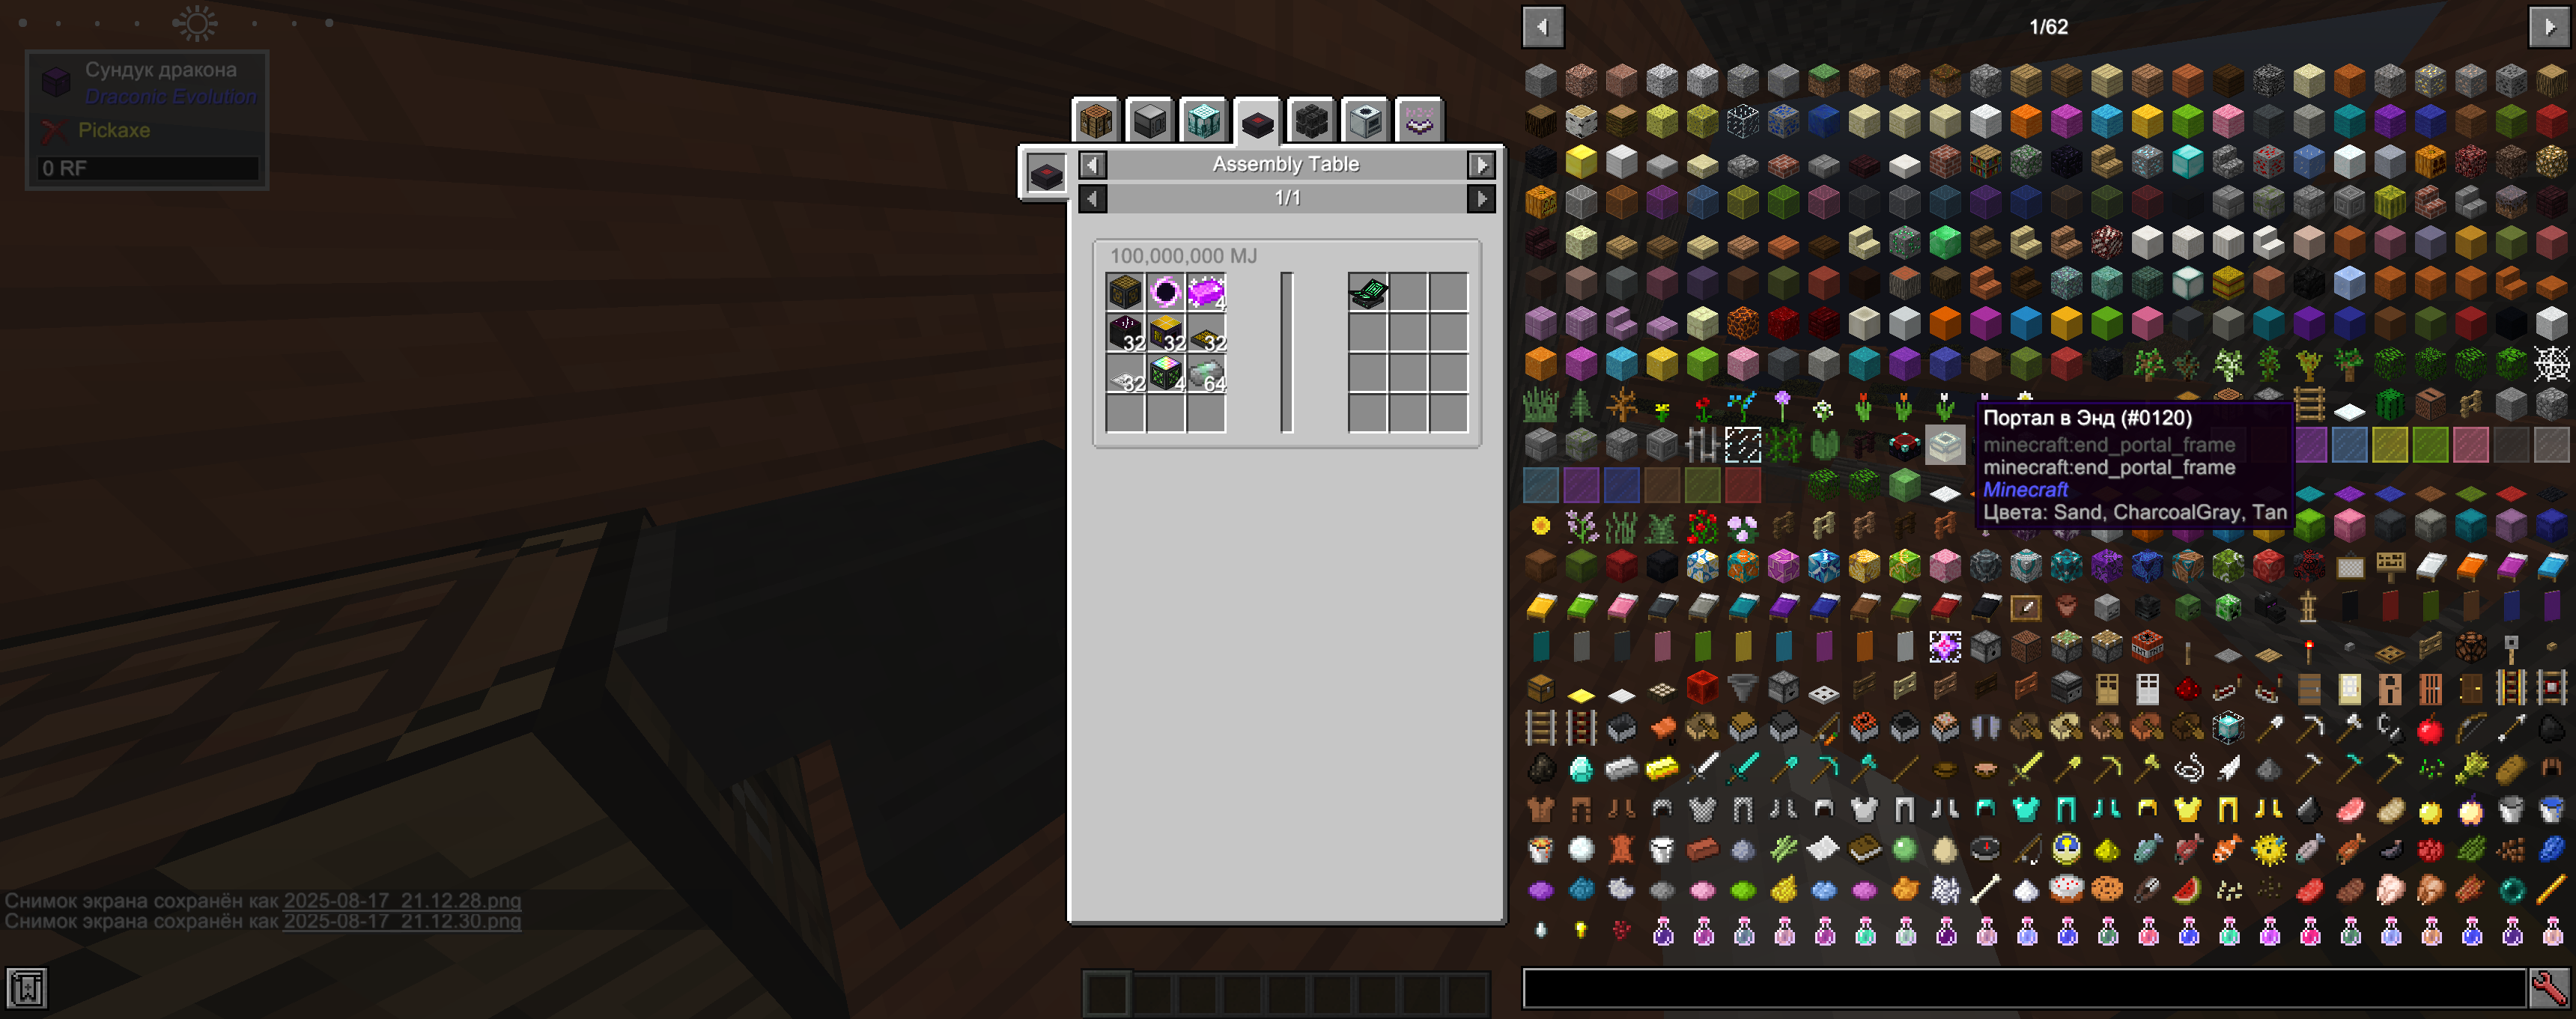 Сундук дракона
Draconic Evolution
Pickaxe
0 RF
1/62
Assembly Table
1/1
100,000,000 MJ
4
32
32
32
32
4
64
Портал в Энд (#0120)
minecraft:end_portal_frame
minecraft:end_portal_frame
Minecraft
Цвета: Sand, CharcoalGray, Tan
Снимок экрана сохранён как 2025-08-17_21.12.28.png
Снимок экрана сохранён как 2025-08-17_21.12.30.png